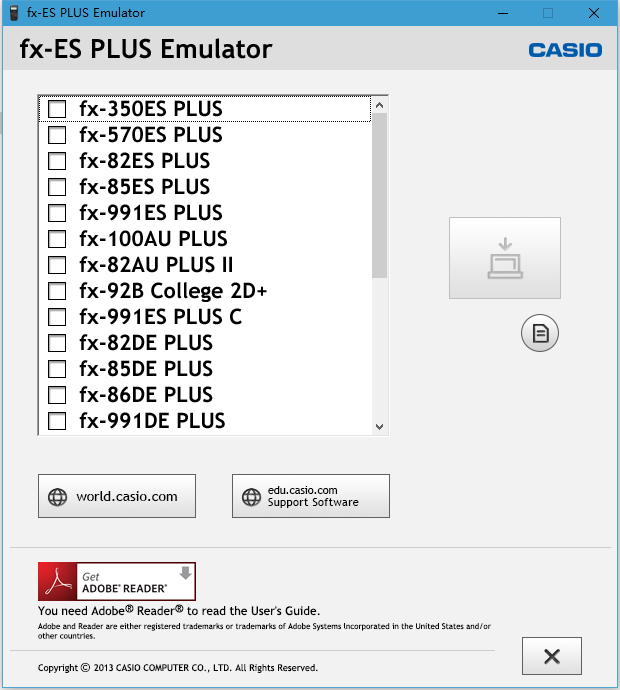 fx-ES PLUS Emulator
fx-ES PLUS Emulator
CASIO
fx-350ES PLUS
fx-570ES PLUS
fx-82ES PLUS
fx-85ES PLUS
fx-991ES PLUS
fx-100AU PLUS
fx-82AU PLUS II
fx-92B College 2D+
fx-991ES PLUS C
fx-82DE PLUS
fx-85DE PLUS
fx-86DE PLUS
fx-991DE PLUS
world.casio.com
edu.casio.com
Support Software
Get
ADOBE® READER®
You need Adobe® Reader® to read the User's Guide.
Adobe and Reader are either registered trademarks or trademarks of Adobe Systems Incorporated in the United States and/or
other countries.
Copyright © 2013 CASIO COMPUTER CO., LTD. All Rights Reserved.